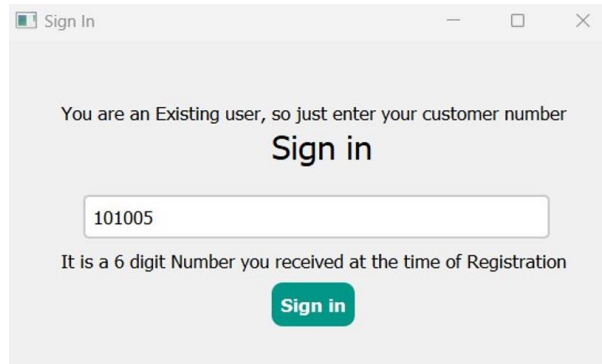 Sign In
You are an Existing user, so just enter your customer number
Sign in
101005
It is a 6 digit Number you received at the time of Registration
Sign in